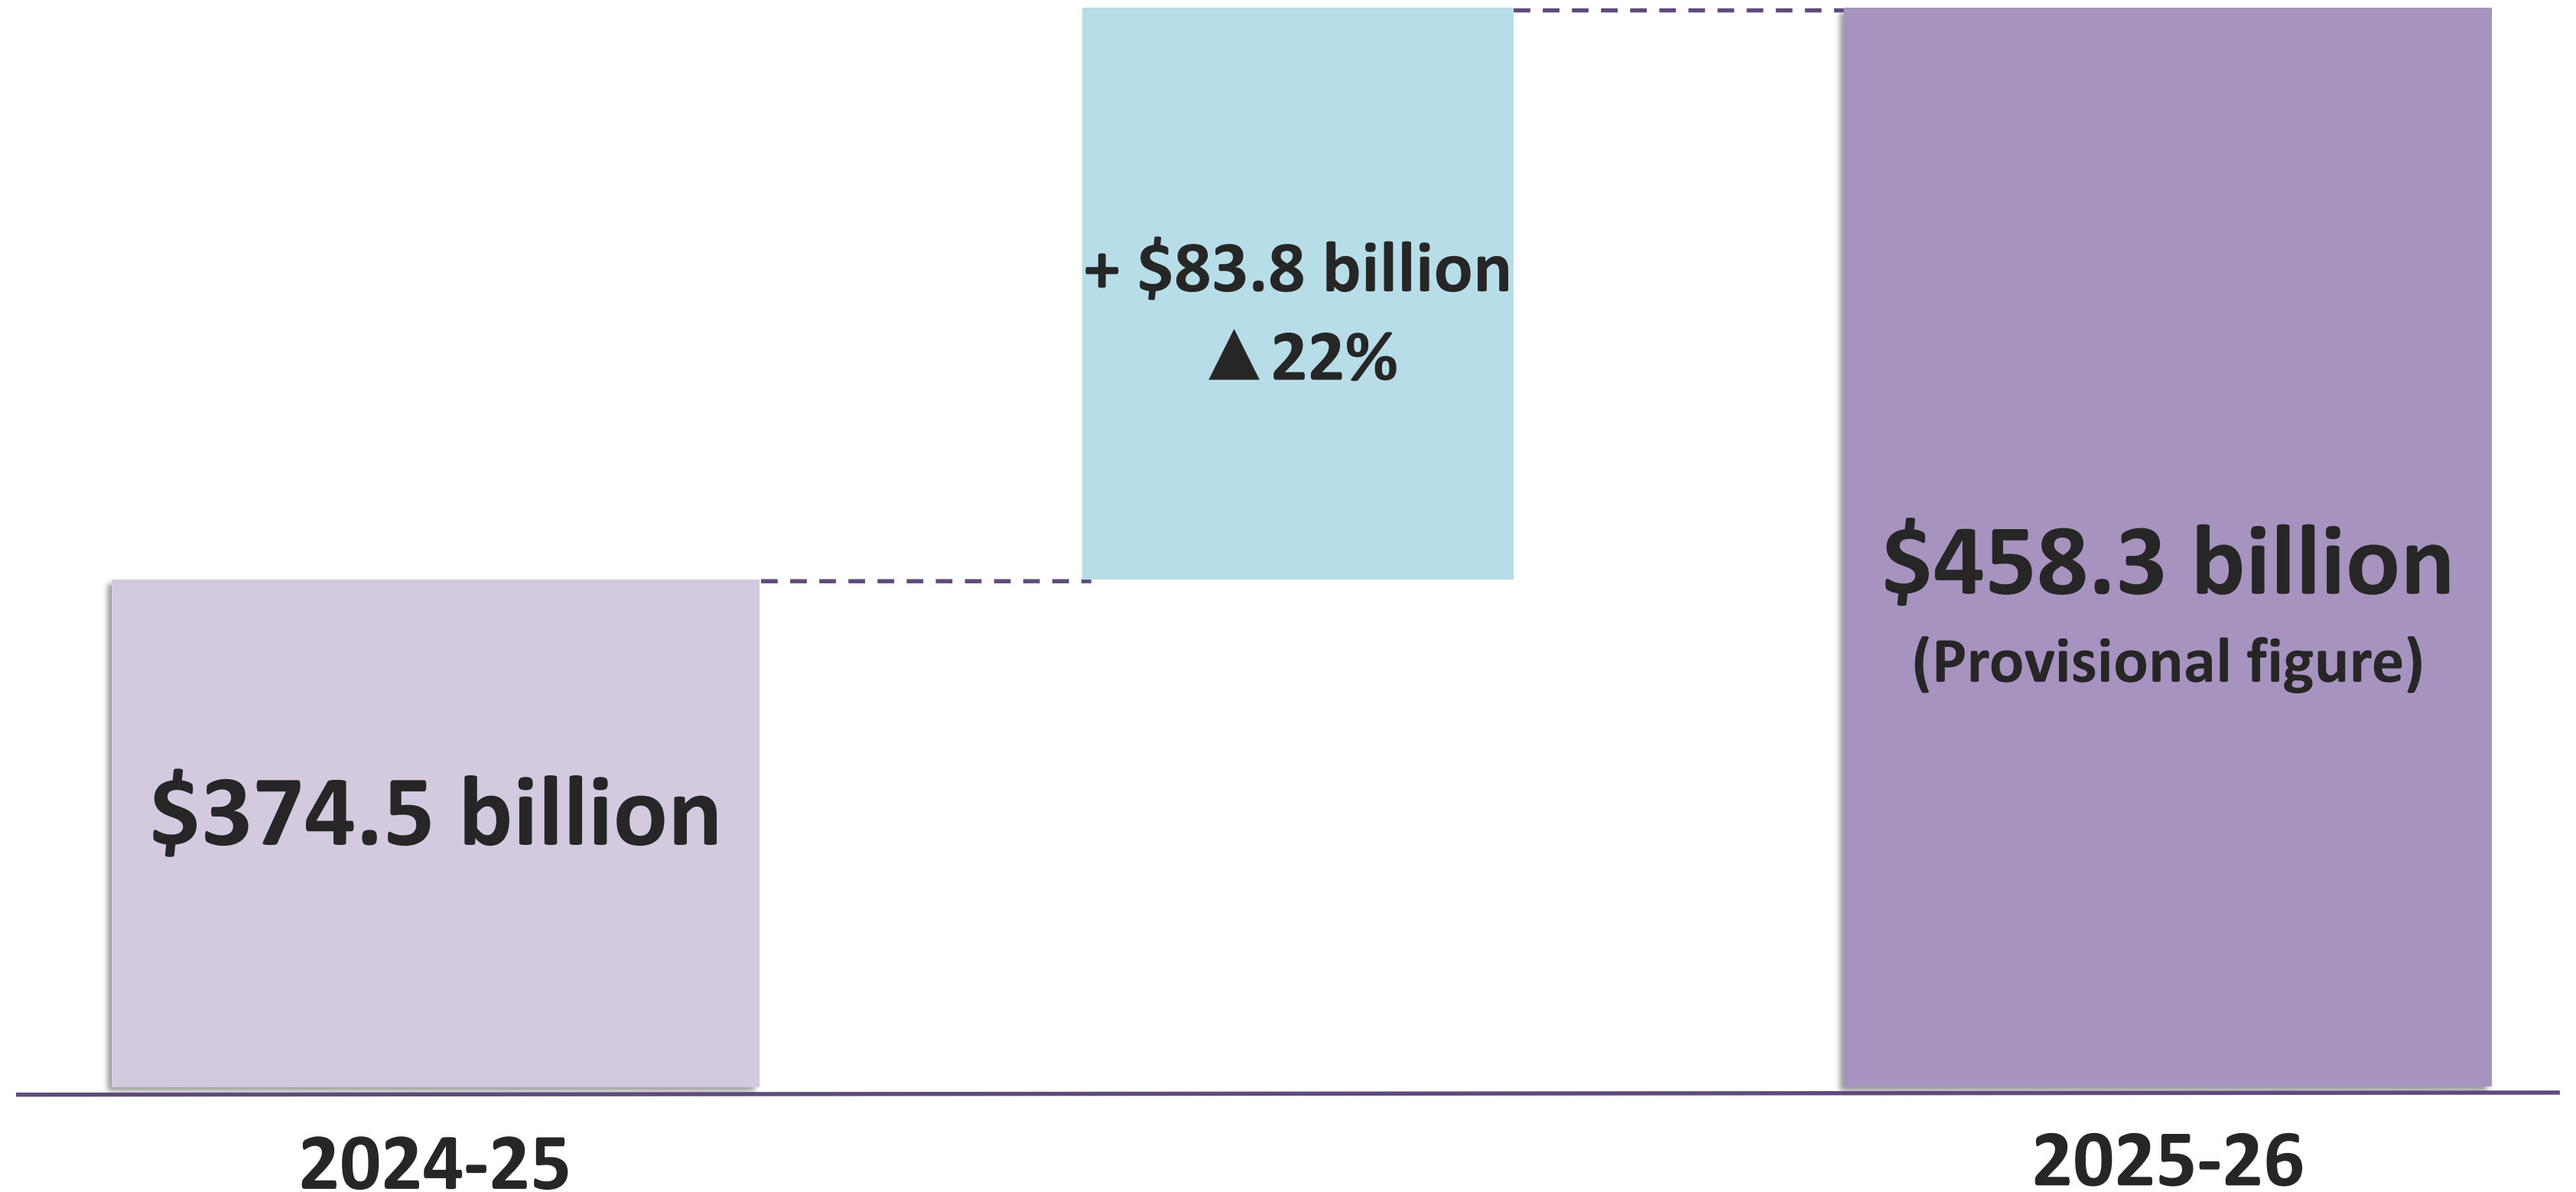 + $83.8 billion
▲22%
$458.3 billion
(Provisional figure)
$374.5 billion
2024-25
2025-26